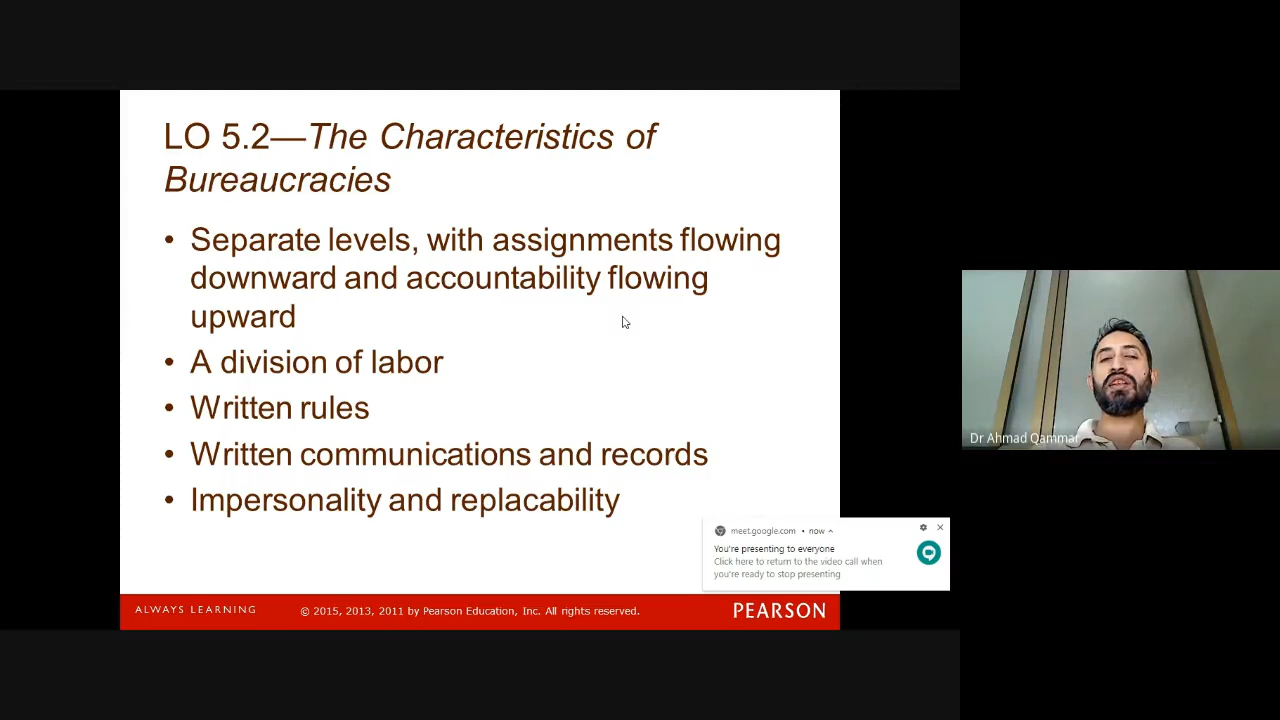 LO 5.2—The Characteristics of
Bureaucracies
• Separate levels, with assignments flowing
downward and accountability flowing
upward
• A division of labor
• Written rules
• Written communications and records
• Impersonality and replacability
meet.google.com • now
You're presenting to everyone
Click here to return to the video call when
you're ready to stop presenting
ALWAYS LEARNING
© 2015, 2013, 2011 by Pearson Education, Inc. All rights reserved.
PEARSON
Dr Ahmad Qammar